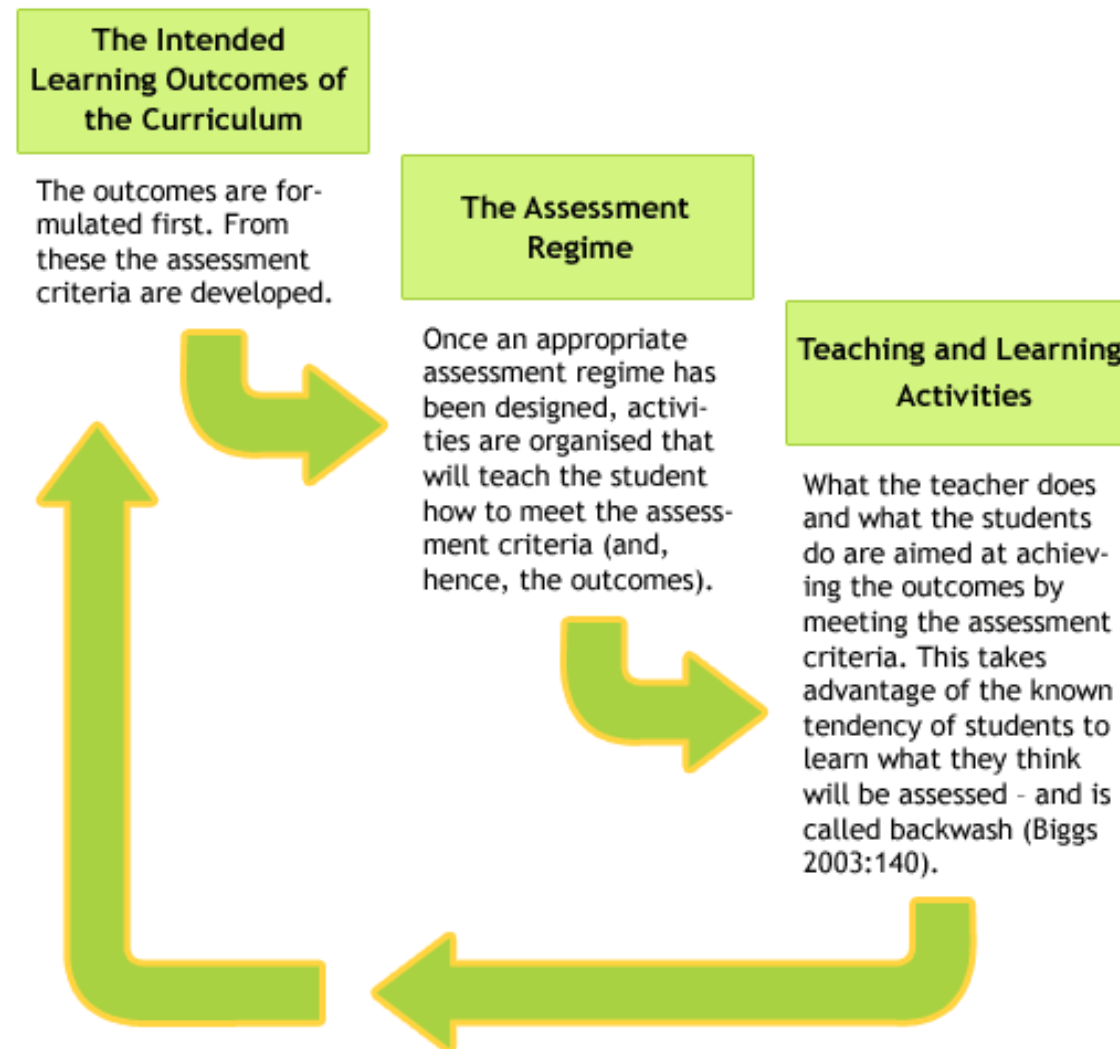 The Intended
Learning Outcomes of
the Curriculum
The outcomes are for-
mulated first. From
these the assessment
criteria are developed.
The Assessment
Regime
Once an appropriate
assessment regime has
been designed, activi-
ties are organised that
will teach the student
how to meet the assess-
ment criteria (and,
hence, the outcomes).
Teaching and Learning
Activities
What the teacher does
and what the students
do are aimed at achiev-
ing the outcomes by
meeting the assessment
criteria. This takes
advantage of the known
tendency of students to
learn what they think
will be assessed – and is
called backwash (Biggs
2003:140).